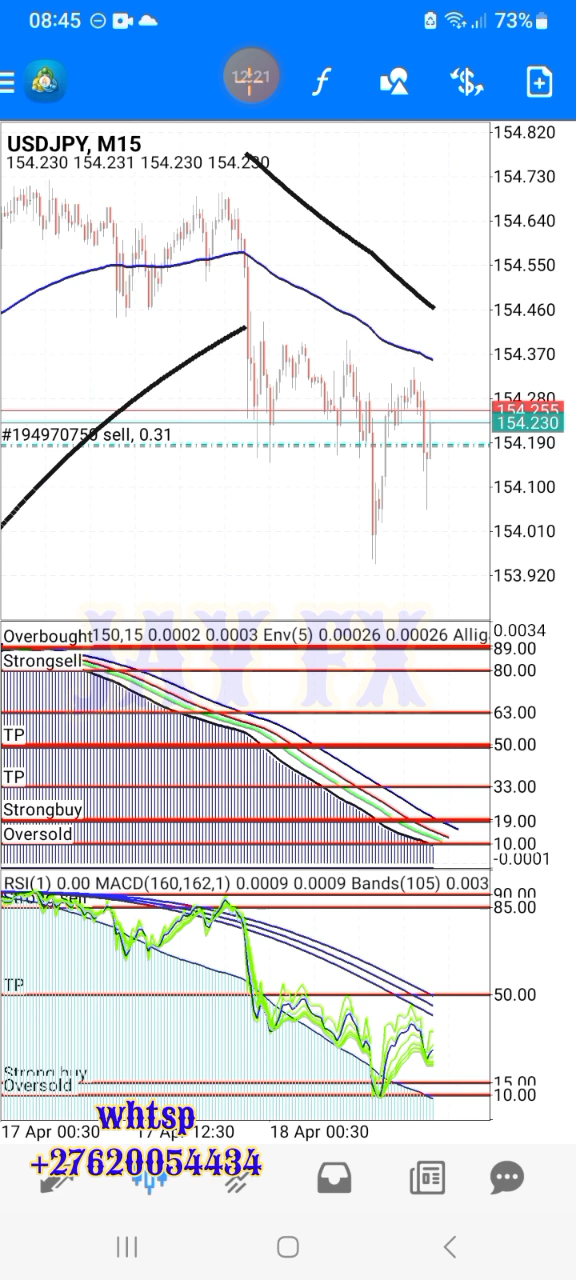 08:45
73%
12:21
f
USDJPY, M15
154.230 154.231 154.230 154.230
154.820
154.730
154.640
154.550
154.460
154.370
154.280
154.255
154.230
#194970759 sell, 0.31
154.190
154.100
154.010
153.920
JAY FX
Overbought 150,15 0.0002 0.0003 Env(5) 0.00026 0.00026 Allig
0.0034
89.00
Strongsell
80.00
63.00
TP
50.00
TP
33.00
Strongbuy
19.00
Oversold
10.00
-0.0001
RSI(1) 0.00 MACD(160,162,1) 0.0009 0.0009 Bands(105) 0.003
90.00
Strongsell
85.00
TP
50.00
Strong buy
15.00
Oversold
10.00
whtsp
17 Apr 00:30 17 Apr 12:30 18 Apr 00:30
+27620054434